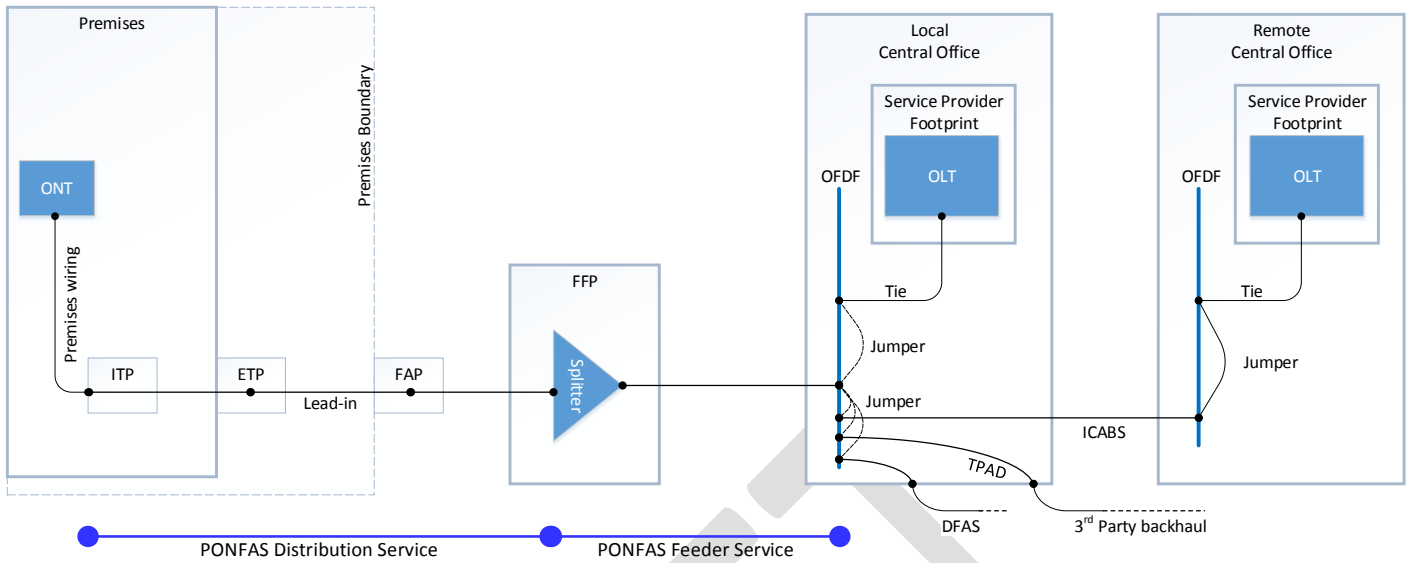 Premises
Premises Boundary
ONT
Premises wiring
ITP
ETP
Lead-in
FAP
FFP
Splitter
Local
Central Office
Service Provider
Footprint
OLT
OFDF
Tie
Jumper
Jumper
ICABS
TPAD
DFAS
3rd Party backhaul
Remote
Central Office
Service Provider
Footprint
OLT
OFDF
Tie
Jumper
PONFAS Distribution Service
PONFAS Feeder Service